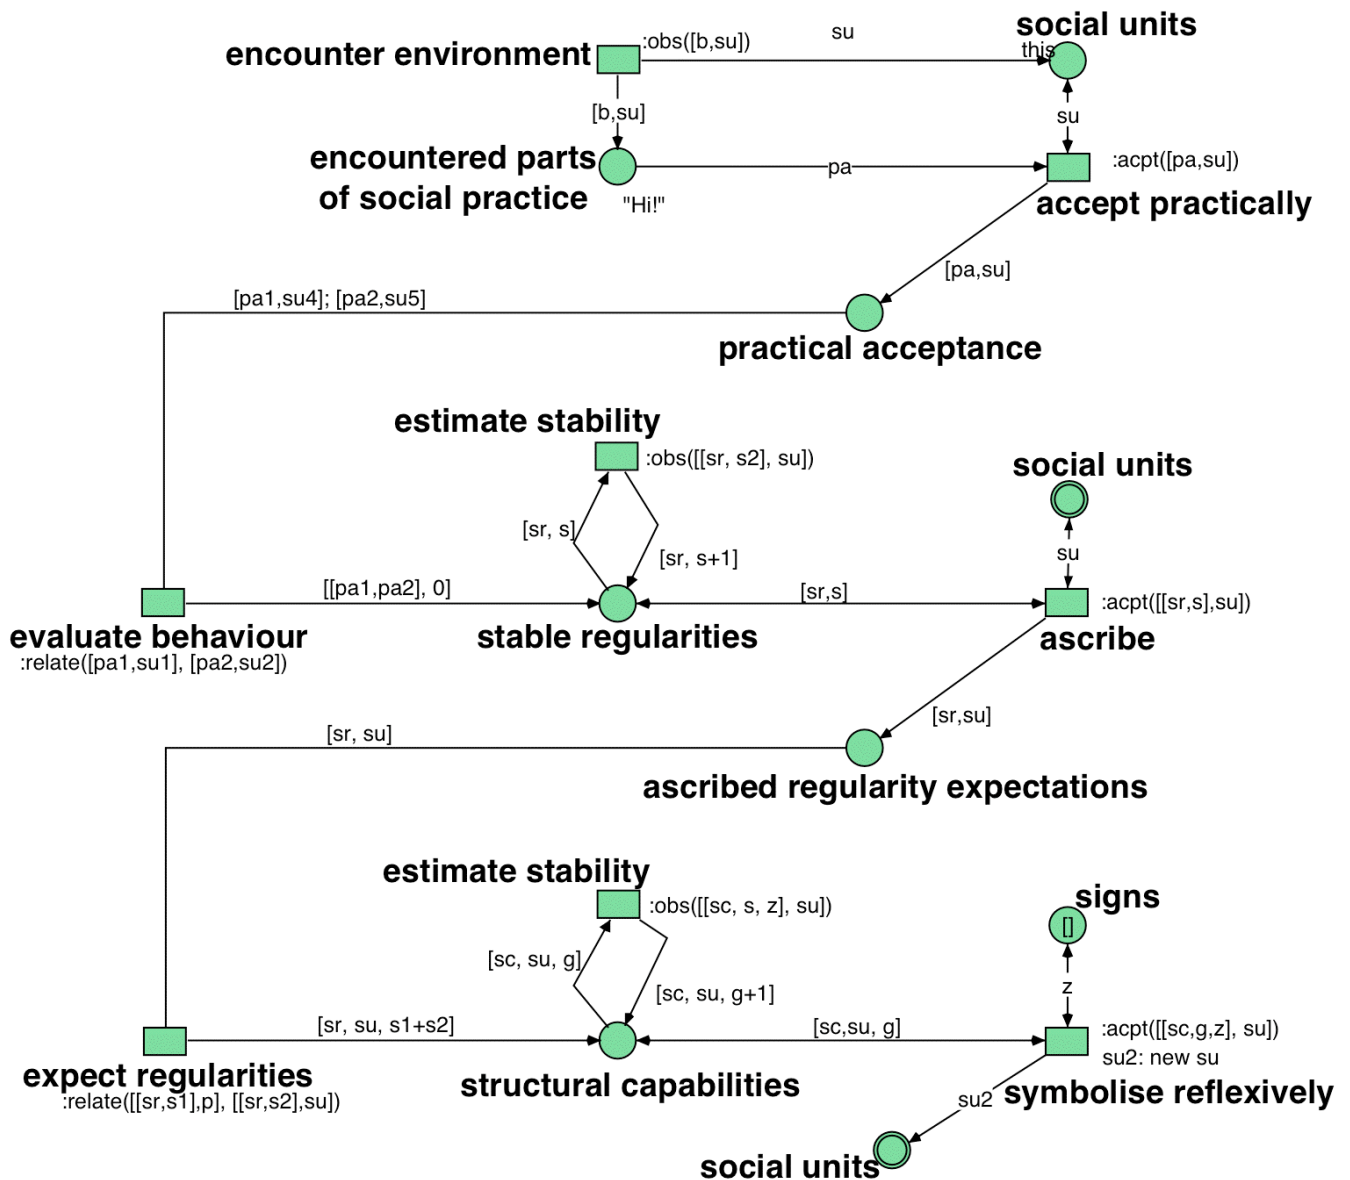 social units
su
:obs([b,su])
encounter environment
this
[b,su]
su
encountered parts
of social practice
"Hi!"
pa
:acpt([pa,su])
accept practically
[pa,su]
[pa1,su4]; [pa2,su5]
practical acceptance
estimate stability
:obs([[sr, s2], su])
social units
[sr, s]
[sr, s+1]
su
[[pa1,pa2], 0]
[sr,s]
:acpt([[sr,s],su])
evaluate behaviour
:relate([pa1,su1], [pa2,su2])
stable regularities
ascribe
[sr,su]
[sr, su]
ascribed regularity expectations
estimate stability
:obs([[sc, s, z], su])
signs
[]
[sc, su, g]
[sc, su, g+1]
z
[sr, su, s1+s2]
[sc,su, g]
:acpt([[sc,g,z], su])
su2: new su
expect regularities
:relate([[sr,s1],p], [[sr,s2],su])
structural capabilities
symbolise reflexively
su2
social units